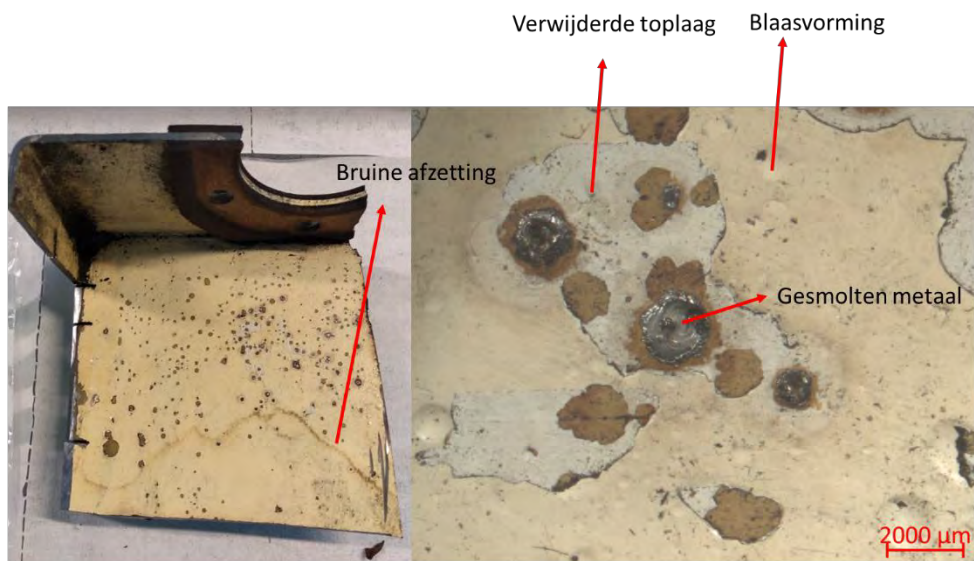 Verwijderde toplaag
Blaasvorming
Bruine afzetting
Gesmolten metaal
2000 µm